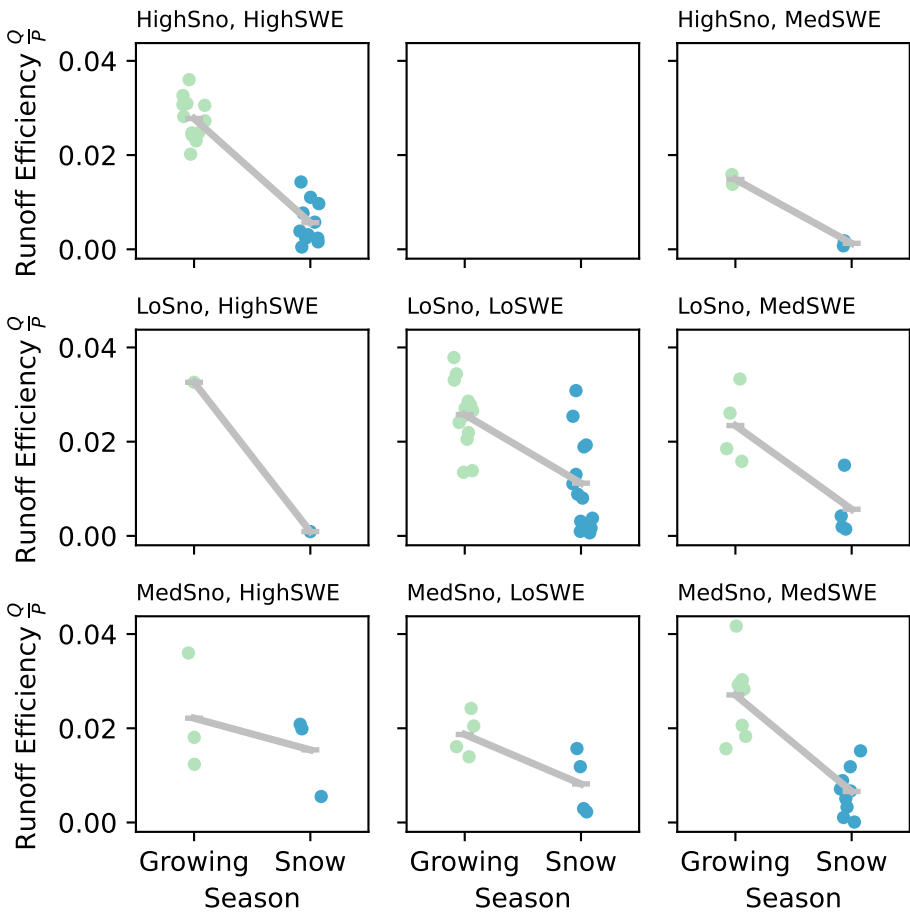 HighSno, HighSWE
HighSno, MedSWE
Runoff Efficiency Q/P
0.04
0.02
0.00
LoSno, HighSWE
LoSno, LoSWE
LoSno, MedSWE
Runoff Efficiency Q/P
0.04
0.02
0.00
MedSno, HighSWE
MedSno, LoSWE
MedSno, MedSWE
Runoff Efficiency Q/P
0.04
0.02
0.00
Growing Snow
Growing Snow
Growing Snow
Season
Season
Season